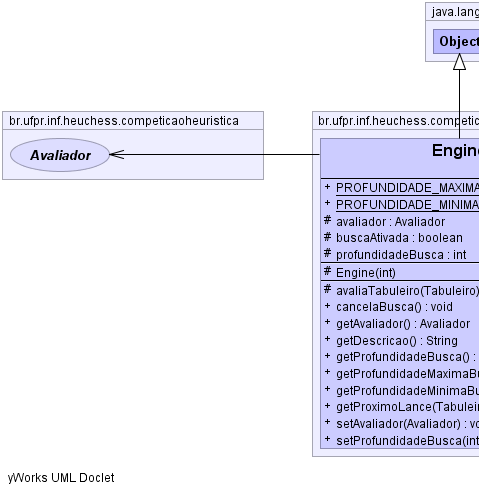 java.lang
Object
br.ufpr.inf.heuchess.competicaoheuristica
Avaliador
br.ufpr.inf.heuchess.competic
Engine
+ PROFUNDIDADE_MAXIMA
+ PROFUNDIDADE_MINIMA
# avaliador : Avaliador
# buscaAtivada : boolean
# profundidadeBusca : int
# Engine(int)
# avaliaTabuleiro(Tabuleiro)
+ cancelaBusca() : void
+ getAvaliador() : Avaliador
+ getDescricao() : String
+ getProfundidadeBusca() :
+ getProfundidadeMaximaBu
+ getProfundidadeMinimaBu
+ getProximoLance(Tabuleir
+ setAvaliador(Avaliador) : vo
+ setProfundidadeBusca(int
yWorks UML Doclet